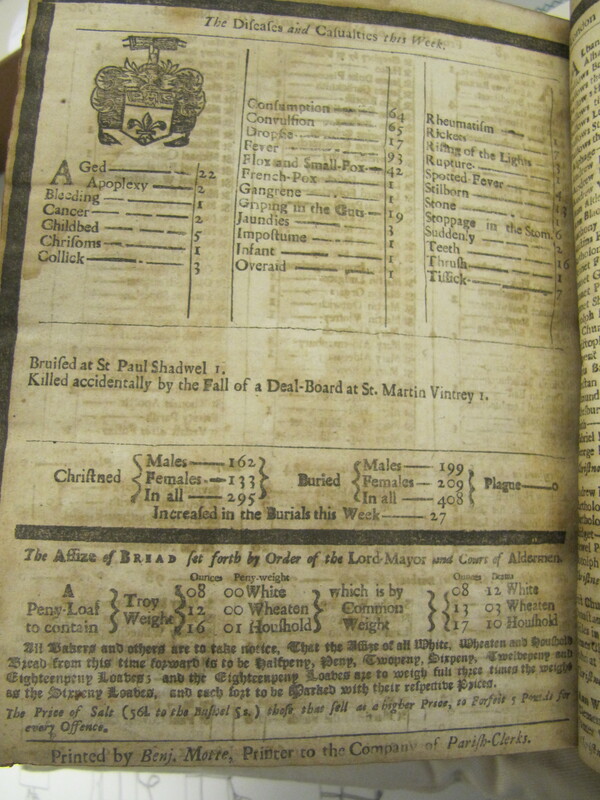 The Diseases and Casualties this Week.
AGed 22
Apoplexy 2
Bleeding 1
Cancer 2
Childbed 5
Chrisoms 1
Collick 3
Consumption 64
Convulsion 65
Dropsie 17
Fever 93
Flox and Small-Pox 42
French-Pox 1
Gangrene 1
Griping in the Guts 19
Jaundies 3
Impostume 1
Infant 1
Overaid 1
Rheumatism
Rickets
Rising of the Lights
Rupture
Spotted Fever
Stilborn
Stone
Stoppage in the Stom.
Suddenly
Teeth
Thrush
Tissick
Bruised at St Paul Shadwel 1.
Killed accidentally by the Fall of a Deal-Board at St. Martin Vintrey 1.
Christned { Males 162 Females 133 In all 295 } Buried { Males 199 Females 209 In all 408 } Plague 0
Increased in the Burials this Week 27
The Assize of BREAD set forth by Order of the Lord-Mayor and Court of Aldermen.
Ounces Peny-weight Ounces
A Peny-Loaf to contain { Troy Weight { 08 00 White 12 00 Wheaten 16 01 Houshold } which is by Common Weight { 08 12 White 13 03 Wheaten 17 10 Houshold
All Bakers and others are to take notice, That the Assize of all White, Wheaten and Houshold
Bread from this time forward is to be Halfpeny, Peny, Twopeny, Sixpeny, Twelvepeny and
Eighteenpeny Loaves; and the Eighteenpeny Loaves are to weigh full three times the weight
as the Sixpeny Loaves, and each sort to be Marked with their respective Prices.
The Price of Salt (56l. to the Bushel 5s.) those that sell at a higher Price, to Forfeit 5 Pounds for
every Offence.
Printed by Benj. Motte, Printer to the Company of Parish-Clerks.